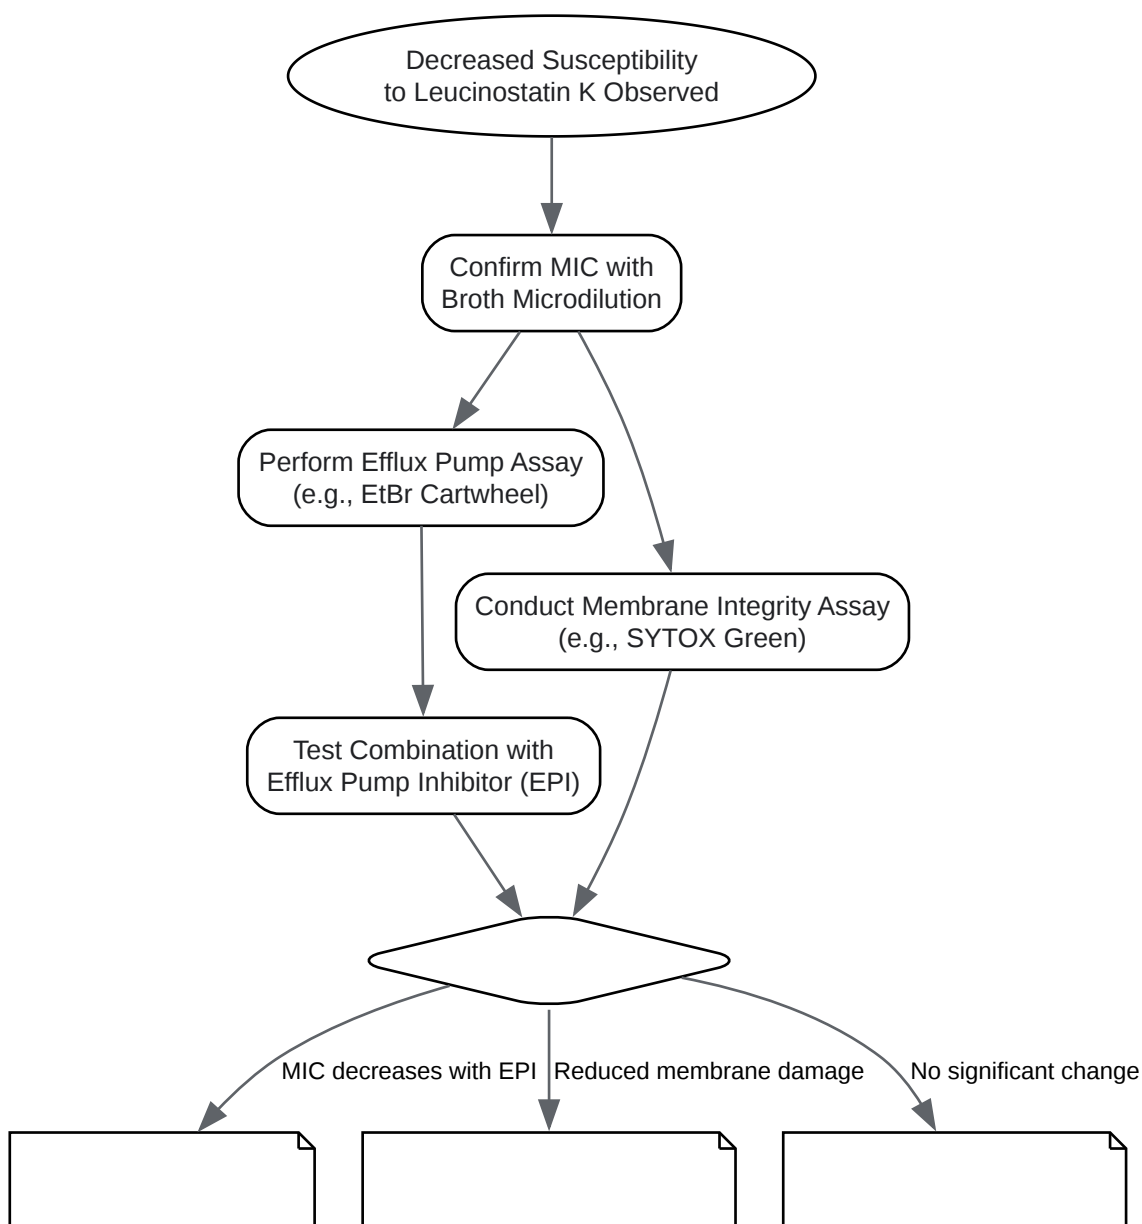 Decreased Susceptibility
to Leucinostatin K Observed
Confirm MIC with
Broth Microdilution
Perform Efflux Pump Assay
(e.g., EtBr Cartwheel)
Conduct Membrane Integrity Assay
(e.g., SYTOX Green)
Test Combination with
Efflux Pump Inhibitor (EPI)
MIC decreases with EPI
Reduced membrane damage
No significant change